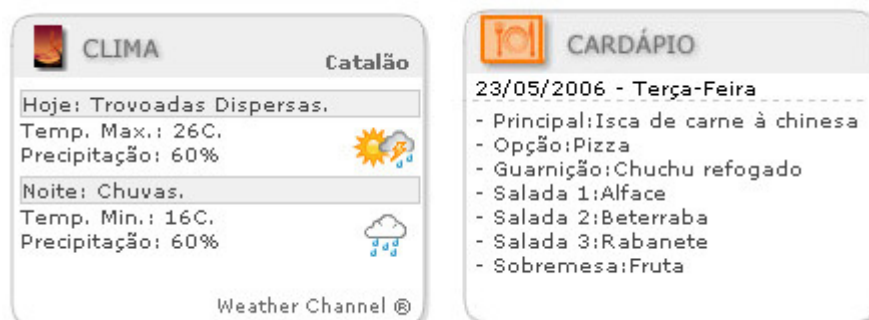 CLIMA
Catalão
Hoje: Trovoadas Dispersas.
Temp. Max.: 26C.
Precipitação: 60%
Noite: Chuvas.
Temp. Min.: 16C.
Precipitação: 60%
Weather Channel ®
CARDÁPIO
23/05/2006 - Terça-Feira
- Principal:Isca de carne à chinesa
- Opção:Pizza
- Guarnição:Chuchu refogado
- Salada 1:Alface
- Salada 2:Beterraba
- Salada 3:Rabanete
- Sobremesa:Fruta